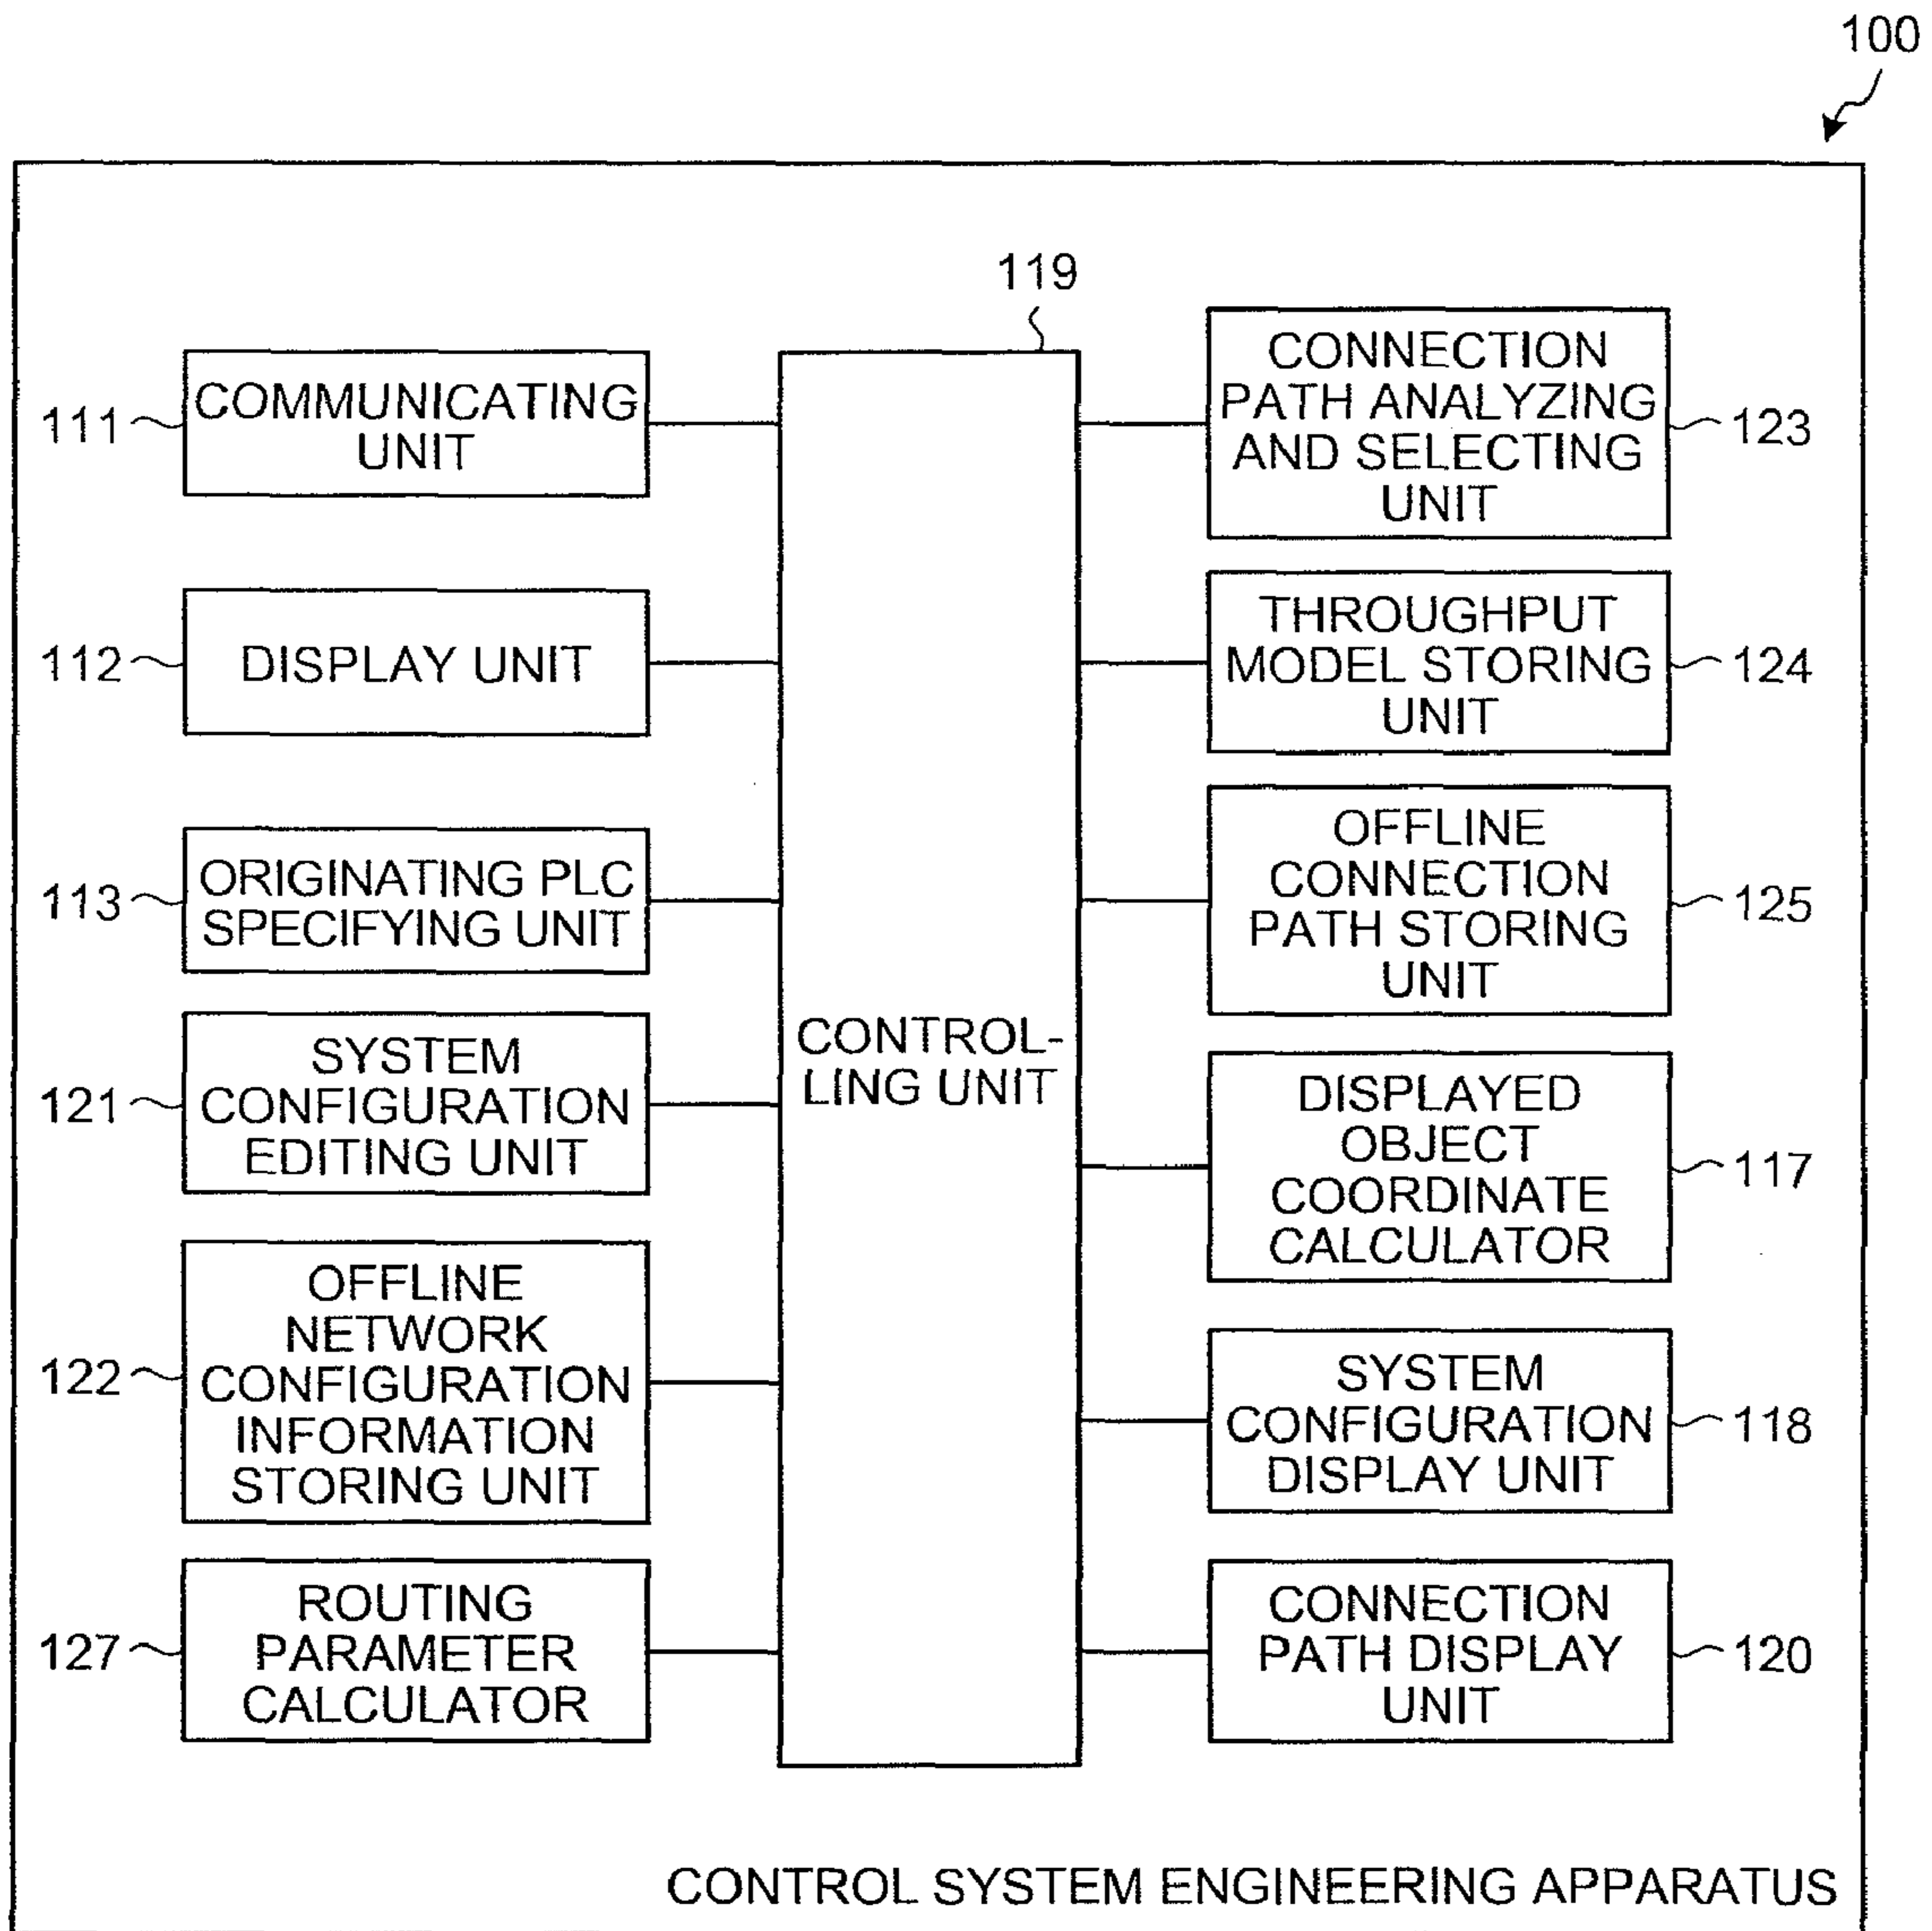 100
119
111
COMMUNICATING
UNIT
112
DISPLAY UNIT
113
ORIGINATING PLC
SPECIFYING UNIT
121
SYSTEM
CONFIGURATION
EDITING UNIT
122
OFFLINE
NETWORK
CONFIGURATION
INFORMATION
STORING UNIT
127
ROUTING
PARAMETER
CALCULATOR
CONTROL-
LING UNIT
CONNECTION
PATH ANALYZING
AND SELECTING
UNIT
123
THROUGHPUT
MODEL STORING
UNIT
124
OFFLINE
CONNECTION
PATH STORING
UNIT
125
DISPLAYED
OBJECT
COORDINATE
CALCULATOR
117
SYSTEM
CONFIGURATION
DISPLAY UNIT
118
CONNECTION
PATH DISPLAY
UNIT
120
CONTROL SYSTEM ENGINEERING APPARATUS